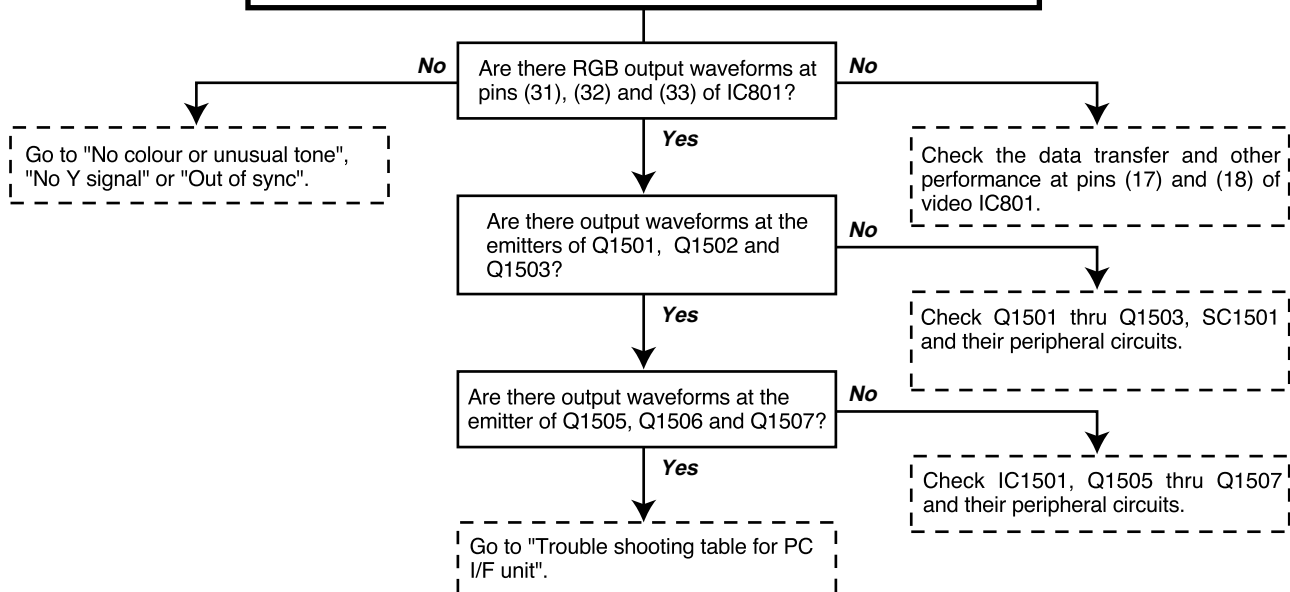 No
Are there RGB output waveforms at
pins (31), (32) and (33) of IC801?
No
Yes
Go to "No colour or unusual tone",
"No Y signal" or "Out of sync".
Check the data transfer and other
performance at pins (17) and (18) of
video IC801.
Are there output waveforms at the
emitters of Q1501, Q1502 and
Q1503?
No
Yes
Check Q1501 thru Q1503, SC1501
and their peripheral circuits.
Are there output waveforms at the
emitter of Q1505, Q1506 and Q1507?
No
Yes
Check IC1501, Q1505 thru Q1507
and their peripheral circuits.
Go to "Trouble shooting table for PC
I/F unit".